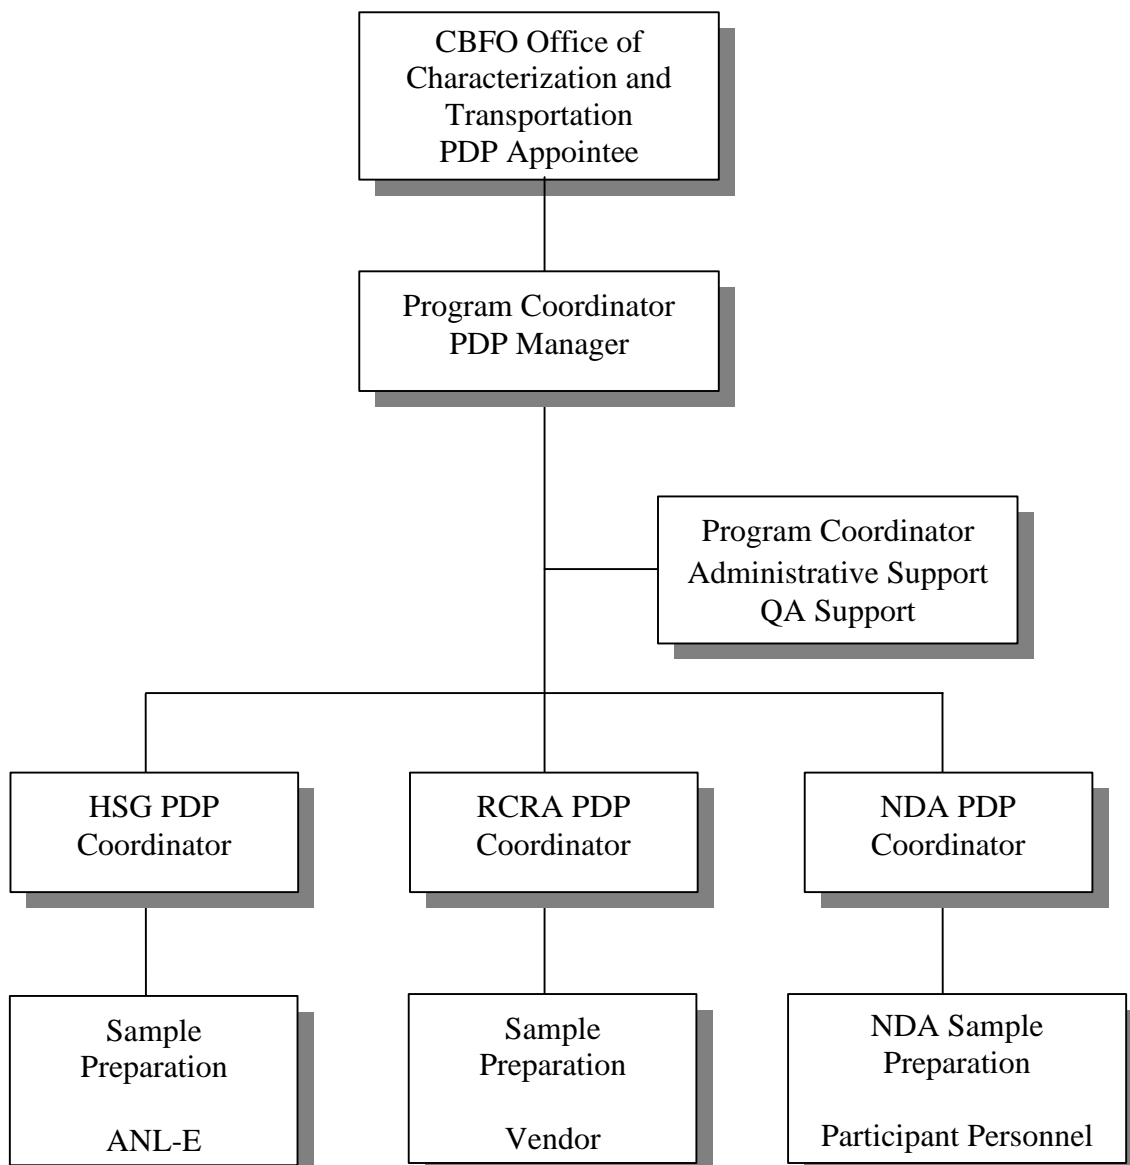 CBFO Office of
Characterization and
Transportation
PDP Appointee
Program Coordinator
PDP Manager
Program Coordinator
Administrative Support
QA Support
HSG PDP
Coordinator
RCRA PDP
Coordinator
NDA PDP
Coordinator
Sample
Preparation
ANL-E
Sample
Preparation
Vendor
NDA Sample
Preparation
Participant Personnel